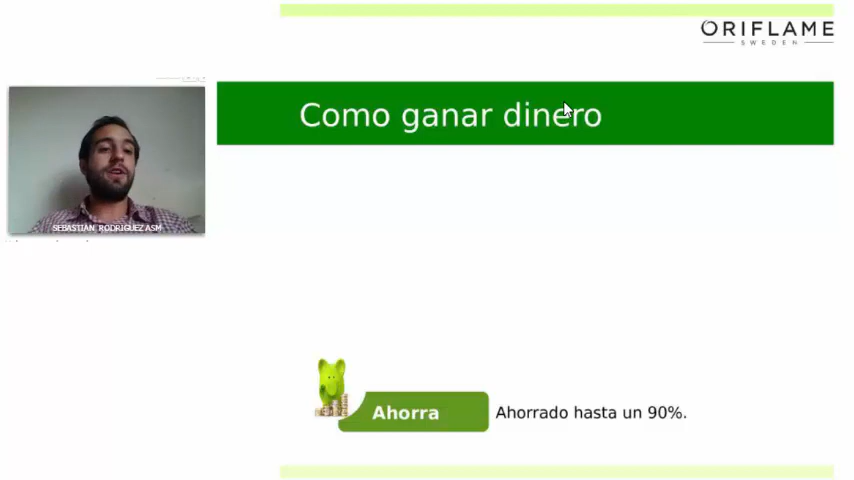 ORIFLAME
SWEDEN
Como ganar dinero
SEBASTIAN RODRIGUEZ ASM
Ahorra
Ahorrado hasta un 90%.